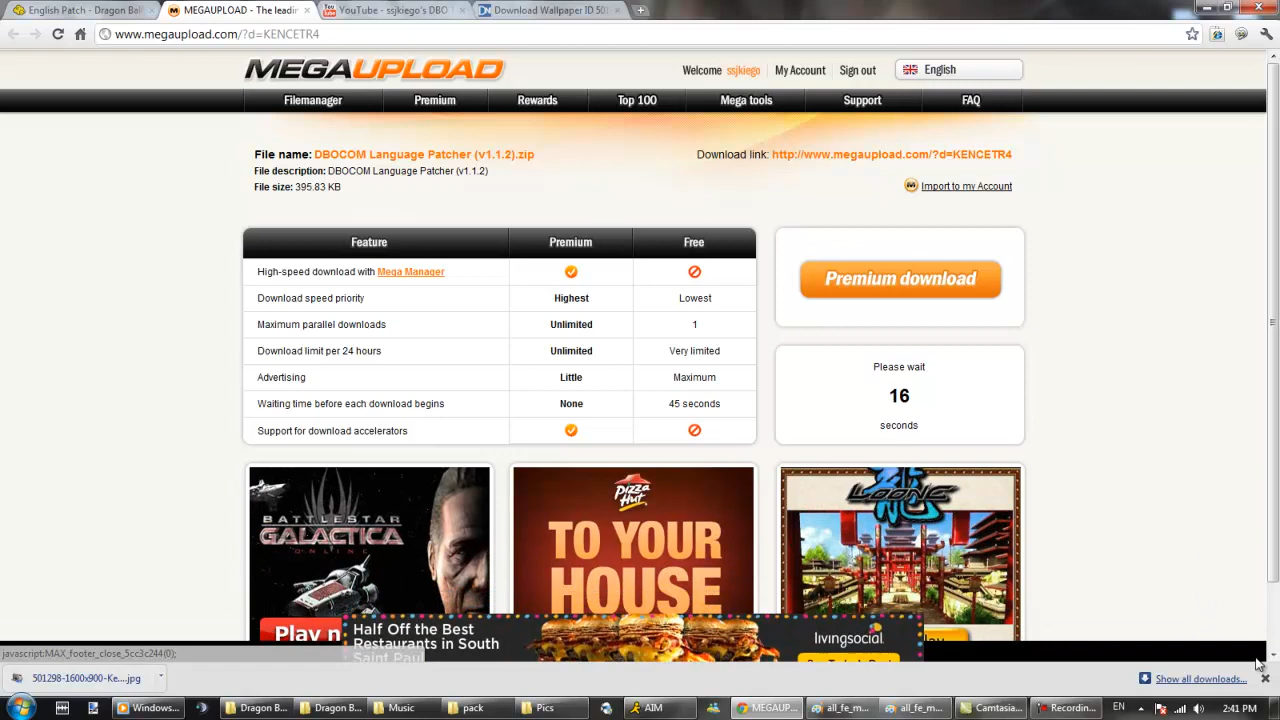 English Patch - Dragon Bal
MEGAUPLOAD - The leadin
YouTube - ssjkiego's DBO T
Download Wallpaper ID 501
www.megaupload.com/?d=KENCETR4
MEGAUPLOAD
Welcome ssjkiego My Account Sign out English
Filemanager Premium Rewards Top 100 Mega tools Support FAQ
File name: DBOCOM Language Patcher (v1.1.2).zip
Download link: http://www.megaupload.com/?d=KENCETR4
File description: DBOCOM Language Patcher (v1.1.2)
File size: 395.83 KB
Import to my Account
Feature Premium Free
High-speed download with Mega Manager
Download speed priority Highest Lowest
Maximum parallel downloads Unlimited 1
Download limit per 24 hours Unlimited Very limited
Advertising Little Maximum
Waiting time before each download begins None 45 seconds
Support for download accelerators
Premium download
Please wait
16
seconds
BATTLESTAR
GALACTICA
ONLINE
Play n
Pizza
Hut
TO YOUR
HOUSE
LOONG
Half Off the Best
Restaurants in South
Saint Paul
livingsocial
javascript:MAX_footer_close_5cc3c244(0);
501298-1600x900-Ke....jpg
Show all downloads...
Windows...
Dragon B...
Dragon B...
Music
pack
Pics
AIM
MEGAUP...
all_fe_m...
all_fe_m...
Camtasia...
Recordin...
EN
2:41 PM